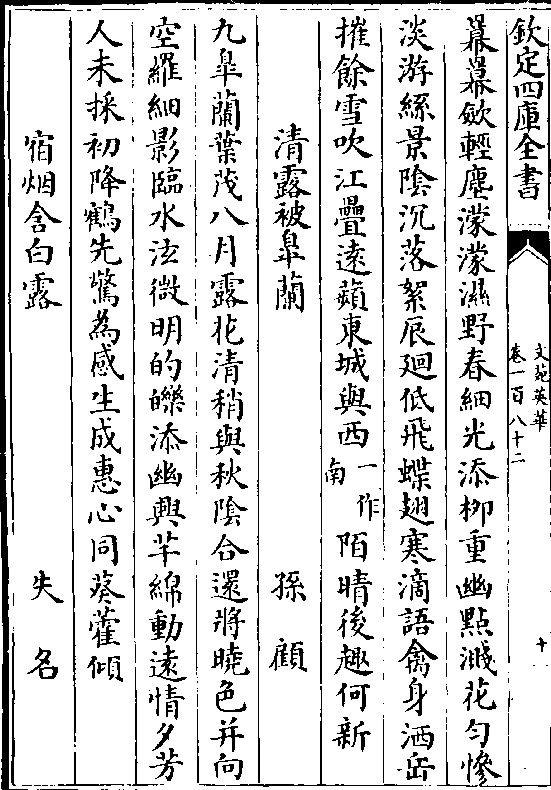 欽定四庫全書
文苑英華
卷一百八十二
十
羃羃歛輕塵濛濛濕野春細光添柳重幽點濺花勻慘
淡游絲景陰沉落絮辰廻低飛蝶翅寒滴語禽身洒岳
摧餘雪吹江疊遠蘋東城與西一作南陌晴後趣何新
清露被臯蘭 孫顧
九臯蘭葉茂八月露花清稍與秋陰合還將曉色并向
空羅細影臨水泫微明的皪添幽興芊綿動遠情夕芳
人未採初降鶴先驚為感生成惠心同葵藿傾
宿烟含白露 失名